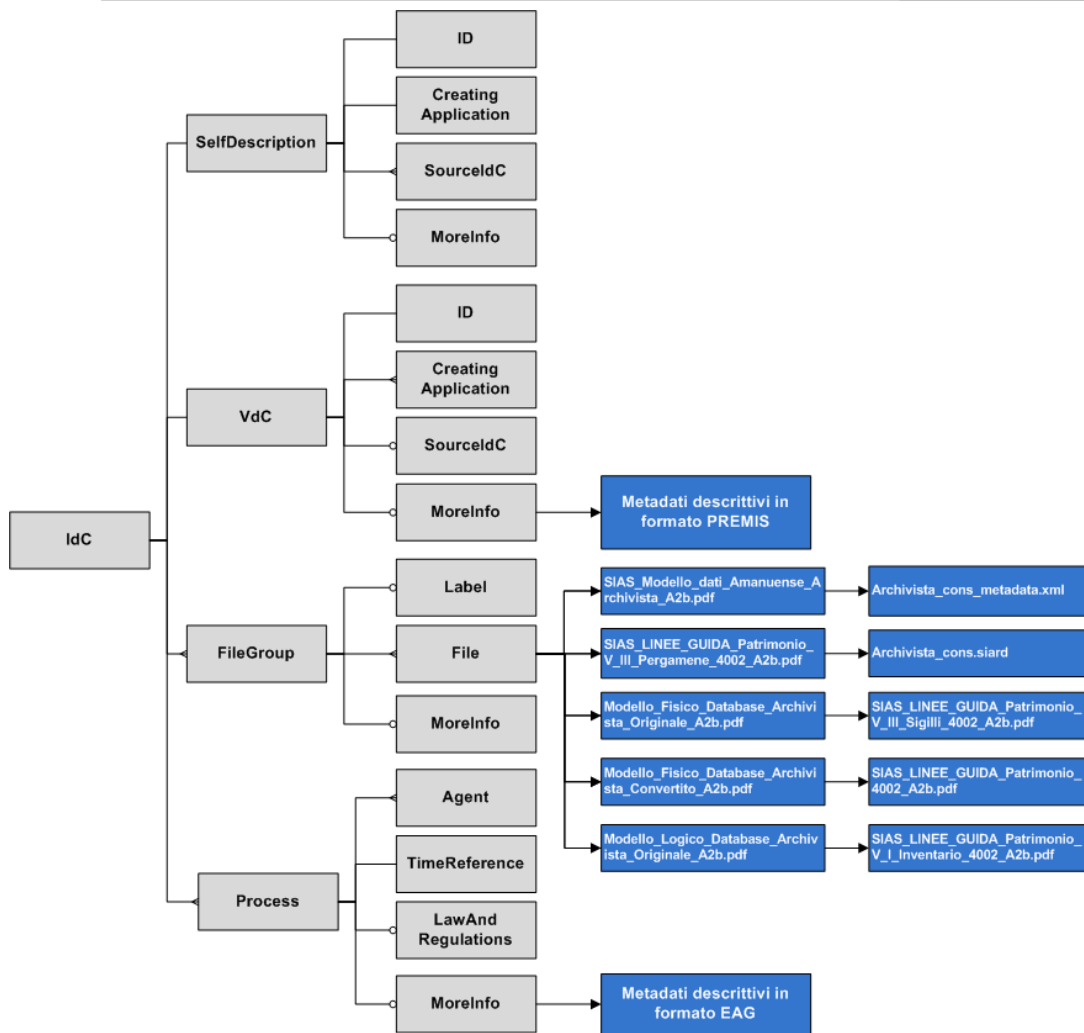 ID
Creating
Application
SelfDescription
SourceIdC
MoreInfo
ID
Creating
Application
VdC
SourceIdC
MoreInfo
Metadati descrittivi in
formato PREMIS
IdC
Label
SIAS_Modello_dati_Amanuense_A
rchivista_A2b.pdf
Archivista_cons_metadata.xml
FileGroup
File
SIAS_LINEE_GUIDA_Patrimonio_
V_III_Pergamene_4002_A2b.pdf
Archivista_cons.siard
MoreInfo
Modello_Fisico_Database_Archivi
sta_Originale_A2b.pdf
SIAS_LINEE_GUIDA_Patrimonio_
V_III_Sigilli_4002_A2b.pdf
Modello_Fisico_Database_Archivi
sta_Convertito_A2b.pdf
SIAS_LINEE_GUIDA_Patrimonio_
4002_A2b.pdf
Agent
Modello_Logico_Database_Archiv
ista_Originale_A2b.pdf
SIAS_LINEE_GUIDA_Patrimonio_
V_I_Inventario_4002_A2b.pdf
TimeReference
Process
LawAnd
Regulations
MoreInfo
Metadati descrittivi in
formato EAG